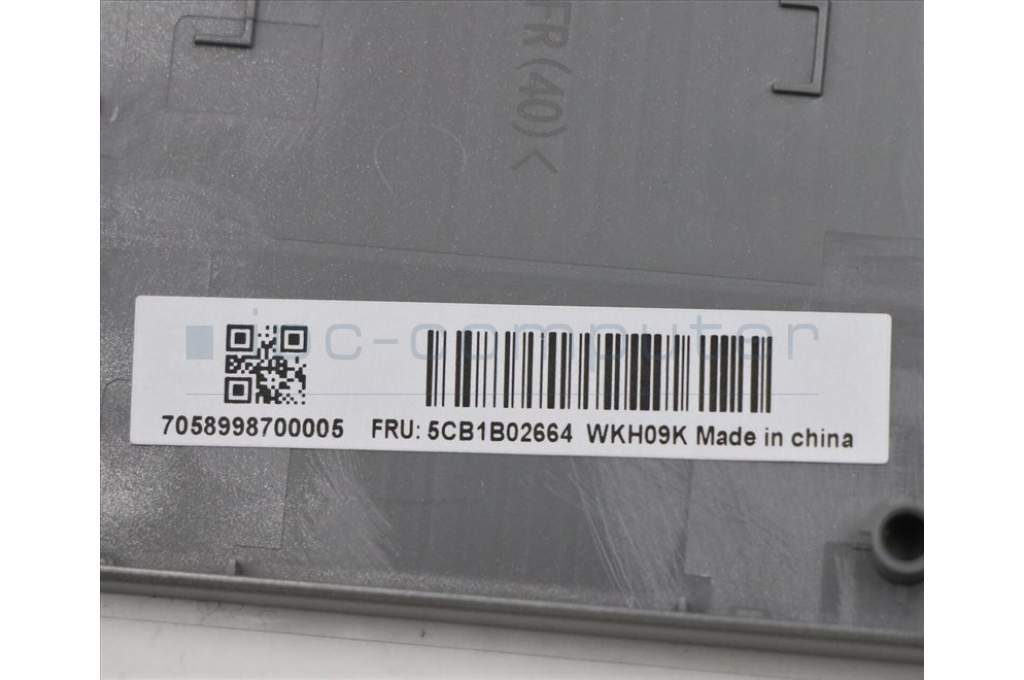 FR(40)<
ipc-computer
7058998700005 FRU: 5CB1B02664 WKH09K Made in china